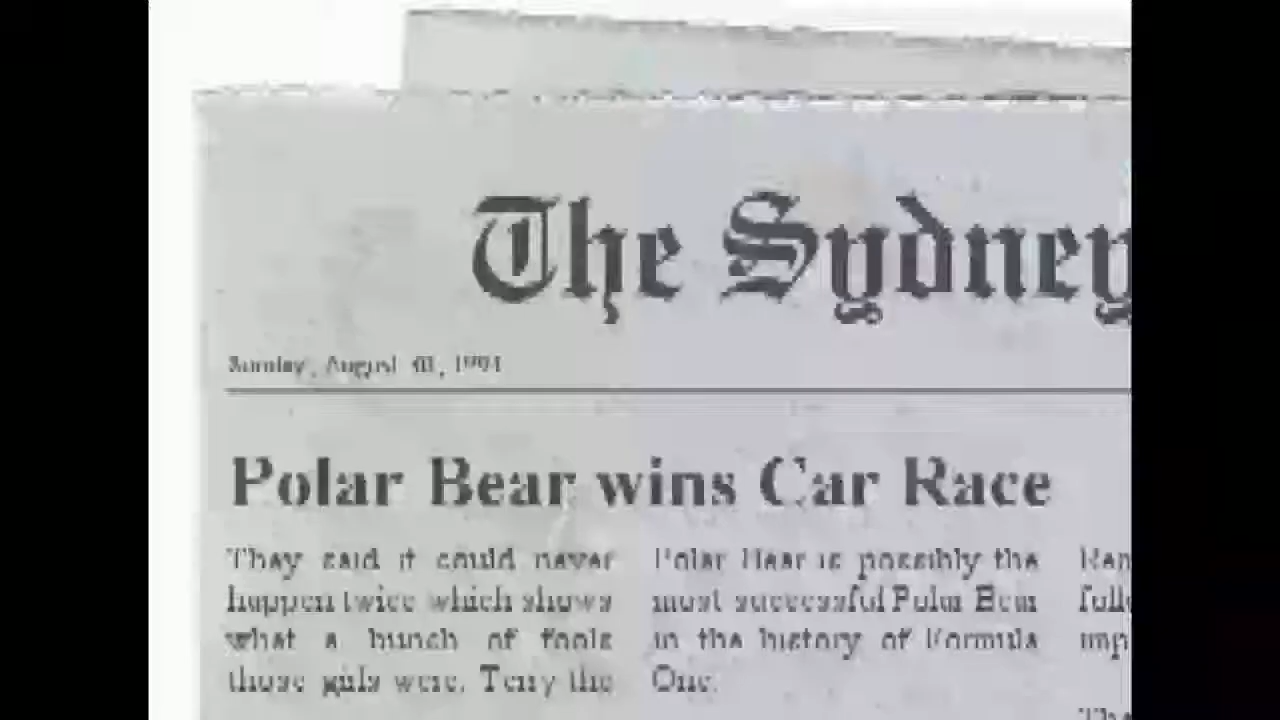 The Sydney
Sunday, August
Polar Bear wins Car Race
They said it could never
happen twice which shows
what a bunch of fools
those girls were. Terry the
Polar Bear is possibly the
most successful Polar Bear
in the history of Formula
One.